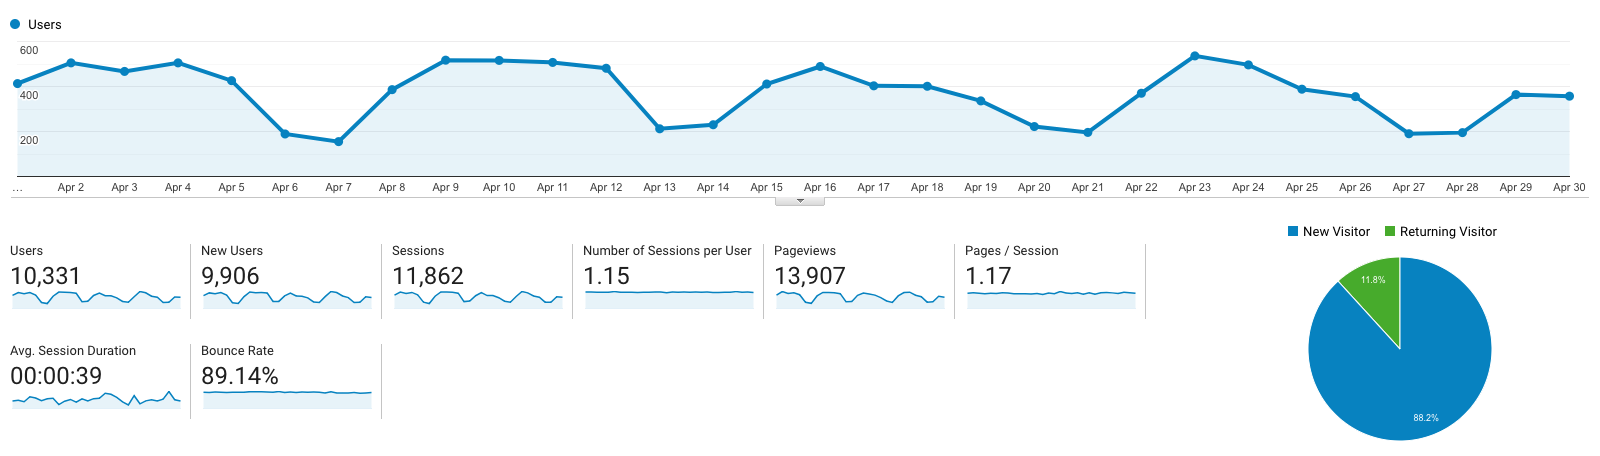 Users
600
400
200
... Apr 2 Apr 3 Apr 4 Apr 5 Apr 6 Apr 7 Apr 8 Apr 9 Apr 10 Apr 11 Apr 12 Apr 13 Apr 14 Apr 15 Apr 16 Apr 17 Apr 18 Apr 19 Apr 20 Apr 21 Apr 22 Apr 23 Apr 24 Apr 25 Apr 26 Apr 27 Apr 28 Apr 29 Apr 30
Users
10,331
New Users
9,906
Sessions
11,862
Number of Sessions per User
1.15
Pageviews
13,907
Pages / Session
1.17
Avg. Session Duration
00:00:39
Bounce Rate
89.14%
New Visitor Returning Visitor
11.8%
88.2%